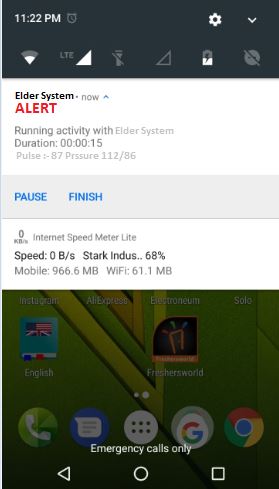 11:22 PM
LTE
Elder System - now
ALERT
Running activity with Elder System
Duration: 00:00:15
Pulse :- 87 Prssure 112/86
PAUSE FINISH
0 KB/s Internet Speed Meter Lite
Speed: 0 B/s Stark Indus.. 68%
Mobile: 966.6 MB WiFi: 61.1 MB
Instagram AliExpress Electroneum Solo
English Freshersworld
Emergency calls only